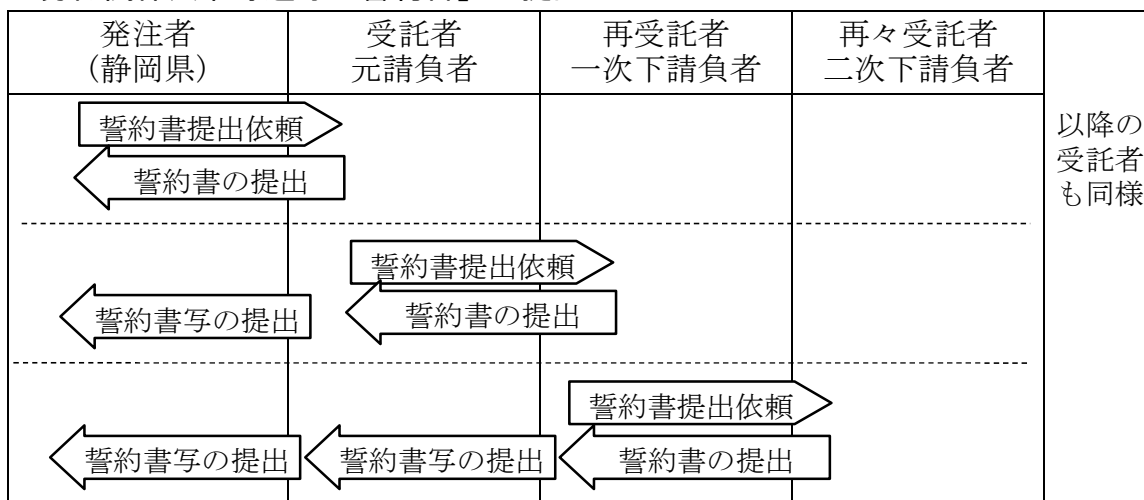 発注者
(静岡県)
受託者
元請負者
再受託者
一次下請負者
再々受託者
二次下請負者
以降の
受託者
も同様
誓約書提出依頼
誓約書の提出
誓約書提出依頼
誓約書写の提出
誓約書の提出
誓約書提出依頼
誓約書写の提出
誓約書写の提出
誓約書の提出